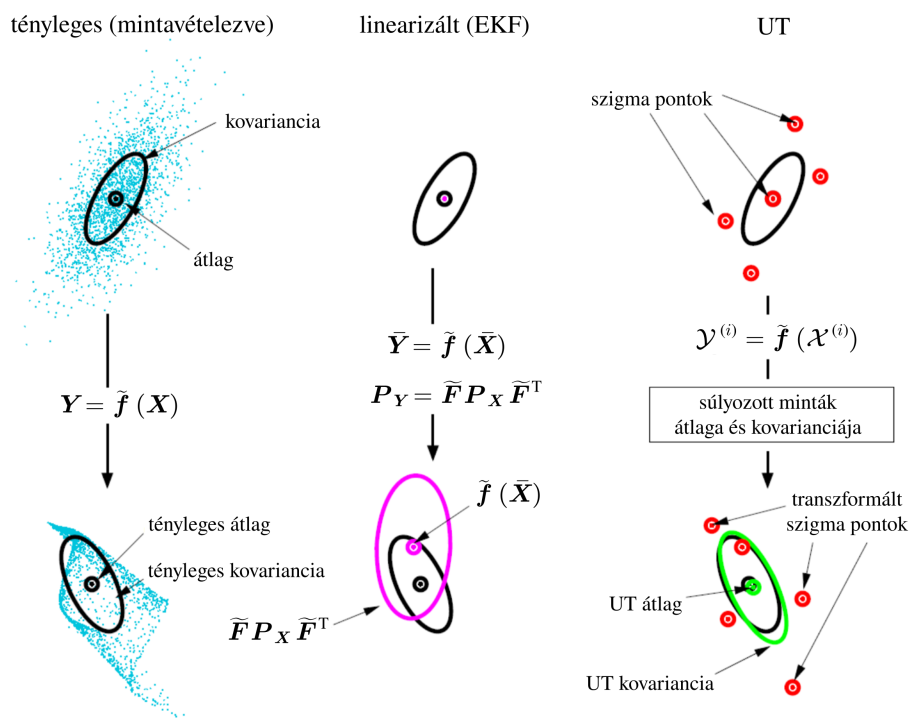 tényleges (mintavételezve)
linearizált (EKF)
UT
kovariancia
átlag
szigma pontok
Y = f̃ (X)
Ȳ = f̃ (X̄)
P_Y = F̃ P_X F̃^T
𝒴^(i) = f̃ (𝒳^(i))
súlyozott minták
átlaga és kovarianciája
tényleges átlag
tényleges kovariancia
f̃ (X̄)
F̃ P_X F̃^T
transzformált
szigma pontok
UT átlag
UT kovariancia